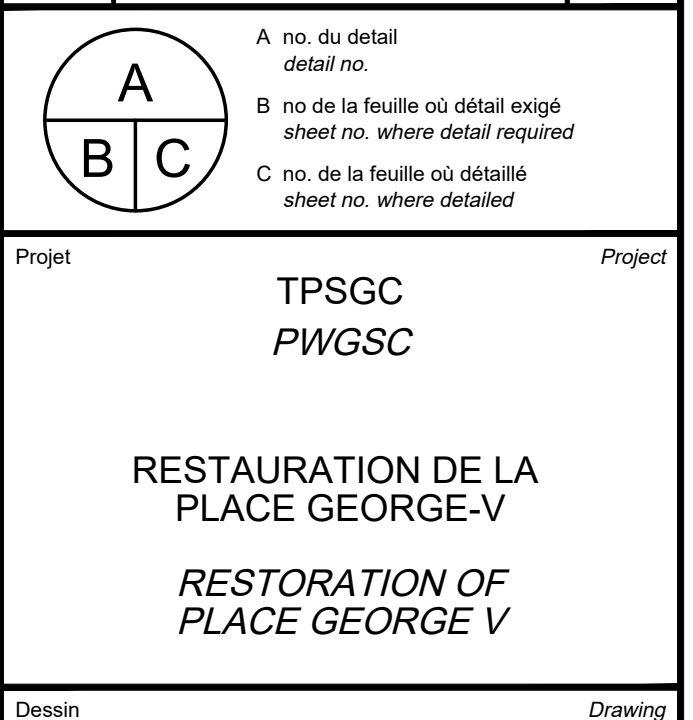 A
B C
A no. du detail
detail no.
B no de la feuille où détail exigé
sheet no. where detail required
C no. de la feuille où détaillé
sheet no. where detailed
Projet Project
TPSGC
PWGSC
RESTAURATION DE LA
PLACE GEORGE-V
RESTORATION OF
PLACE GEORGE V
Dessin Drawing